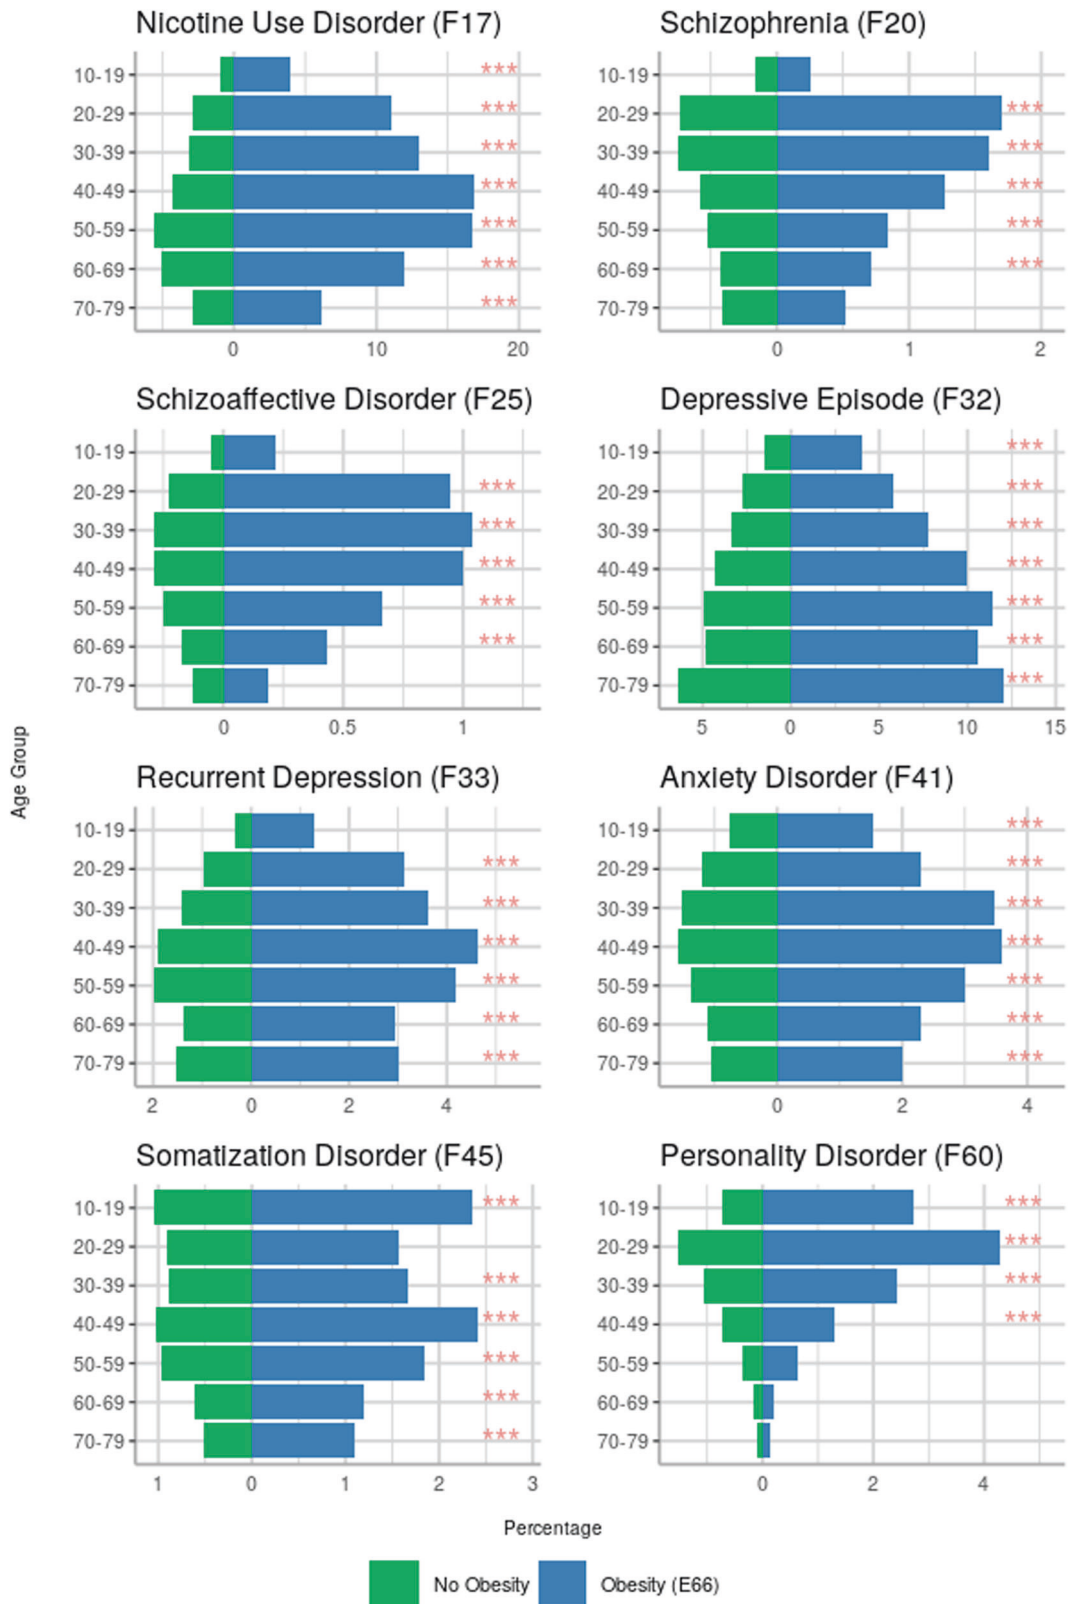 Nicotine Use Disorder (F17)
10-19 ***
20-29 ***
30-39 ***
40-49 ***
50-59 ***
60-69 ***
70-79 ***
0 10 20
Schizophrenia (F20)
10-19
20-29 ***
30-39 ***
40-49 ***
50-59 ***
60-69 ***
70-79
0 1 2
Schizoaffective Disorder (F25)
10-19
20-29 ***
30-39 ***
40-49 ***
50-59 ***
60-69 ***
70-79
0 0.5 1
Depressive Episode (F32)
10-19 ***
20-29 ***
30-39 ***
40-49 ***
50-59 ***
60-69 ***
70-79 ***
5 0 5 10 15
Age Group
Recurrent Depression (F33)
10-19
20-29 ***
30-39 ***
40-49 ***
50-59 ***
60-69 ***
70-79 ***
2 0 2 4
Anxiety Disorder (F41)
10-19 ***
20-29 ***
30-39 ***
40-49 ***
50-59 ***
60-69 ***
70-79 ***
0 2 4
Somatization Disorder (F45)
10-19 ***
20-29
30-39 ***
40-49 ***
50-59 ***
60-69 ***
70-79 ***
1 0 1 2 3
Personality Disorder (F60)
10-19 ***
20-29 ***
30-39 ***
40-49 ***
50-59
60-69
70-79
0 2 4
Percentage
No Obesity Obesity (E66)